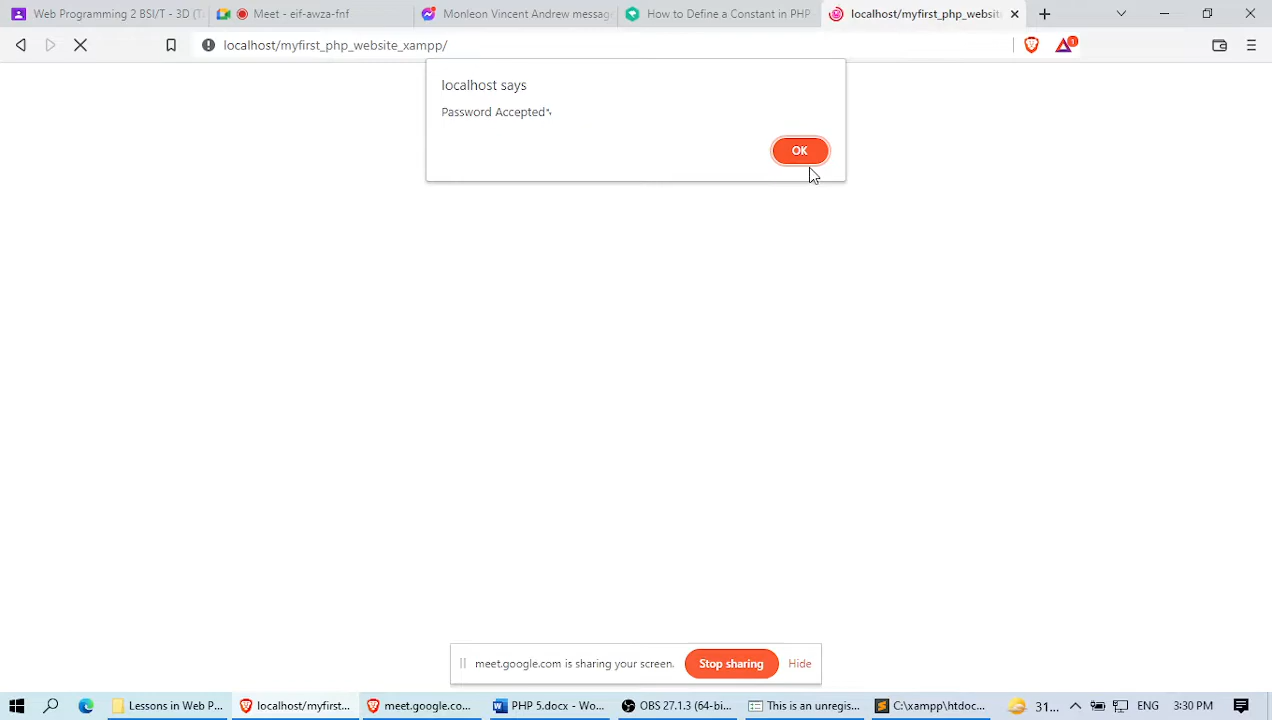 Web Programming 2 BSI/T - 3D (T
Meet - eif-awza-fnf
Monleon Vincent Andrew messag
How to Define a Constant in PHP
localhost/myfirst_php_websit
localhost/myfirst_php_website_xampp/
1
localhost says
Password Accepted
OK
meet.google.com is sharing your screen.
Stop sharing
Hide
Lessons in Web P...
localhost/myfirst...
meet.google.co...
PHP 5.docx - Wo...
OBS 27.1.3 (64-bi...
This is an unregis...
C:\xampp\htdoc...
31...
ENG
3:30 PM